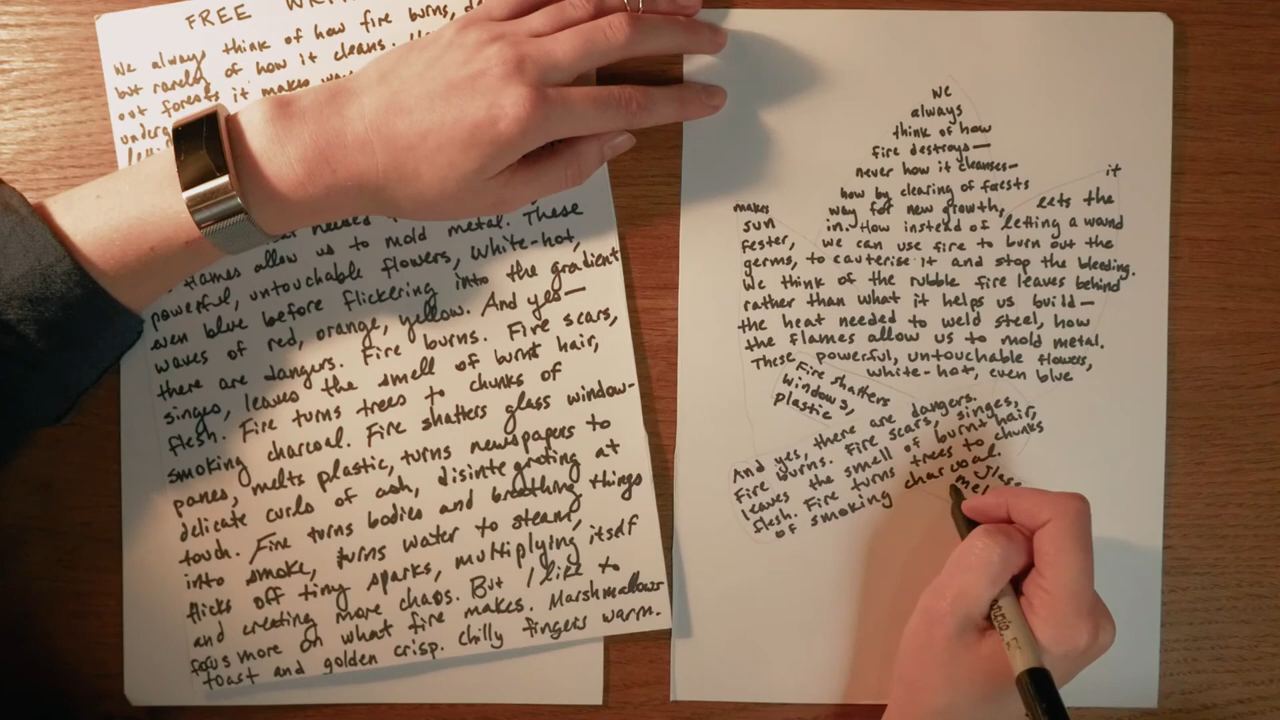 FREE
We always think of how fire burns,
but rarely of how it cleans.
out forests it makes
flames allow us to mold metal. These
powerful, untouchable flowers, white-hot,
even blue before flickering into the gradient
waves of red, orange, yellow. And yes—
there are dangers. Fire burns. Fire scars,
singes, leaves the smell of burnt hair,
flesh. Fire turns trees to chunks of
smoking charcoal. Fire shatters glass window-
panes, melts plastic, turns newspapers to
delicate curls of ash, disintegrating at
touch. Fire turns bodies and breathing things
into smoke, turns water to steam,
flicks off tiny sparks, multiplying itself
and creating more chaos. But I like to
focus more on what fire makes. Marshmallows
toast and golden crisp. Chilly fingers warm.
we
always
think of how
fire destroys—
never how it cleanses—
how by clearing of forests
it
makes way for new growth, lets the
sun in. How instead of letting a wund
fester, we can use fire to burn out the
germs, to cauterise it and stop the bleeding.
We think of the rubble fire leaves behind
rather than what it helps us build—
the heat needed to weld steel, how
the flames allow us to mold metal.
These powerful, untouchable flowers,
white-hot, even blue
Fire shatters
windows,
plastic
And yes, there are dangers.
Fire burns. Fire scars, singes,
leaves the smell of burnt hair,
flesh. Fire turns trees to chunks
of smoking charcoal.
glass
mel